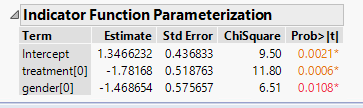 Indicator Function Parameterization
Term Estimate Std Error ChiSquare Prob>|t|
Intercept 1.3466232 0.436833 9.50 0.0021*
treatment[0] -1.78168 0.518763 11.80 0.0006*
gender[0] -1.468654 0.575657 6.51 0.0108*